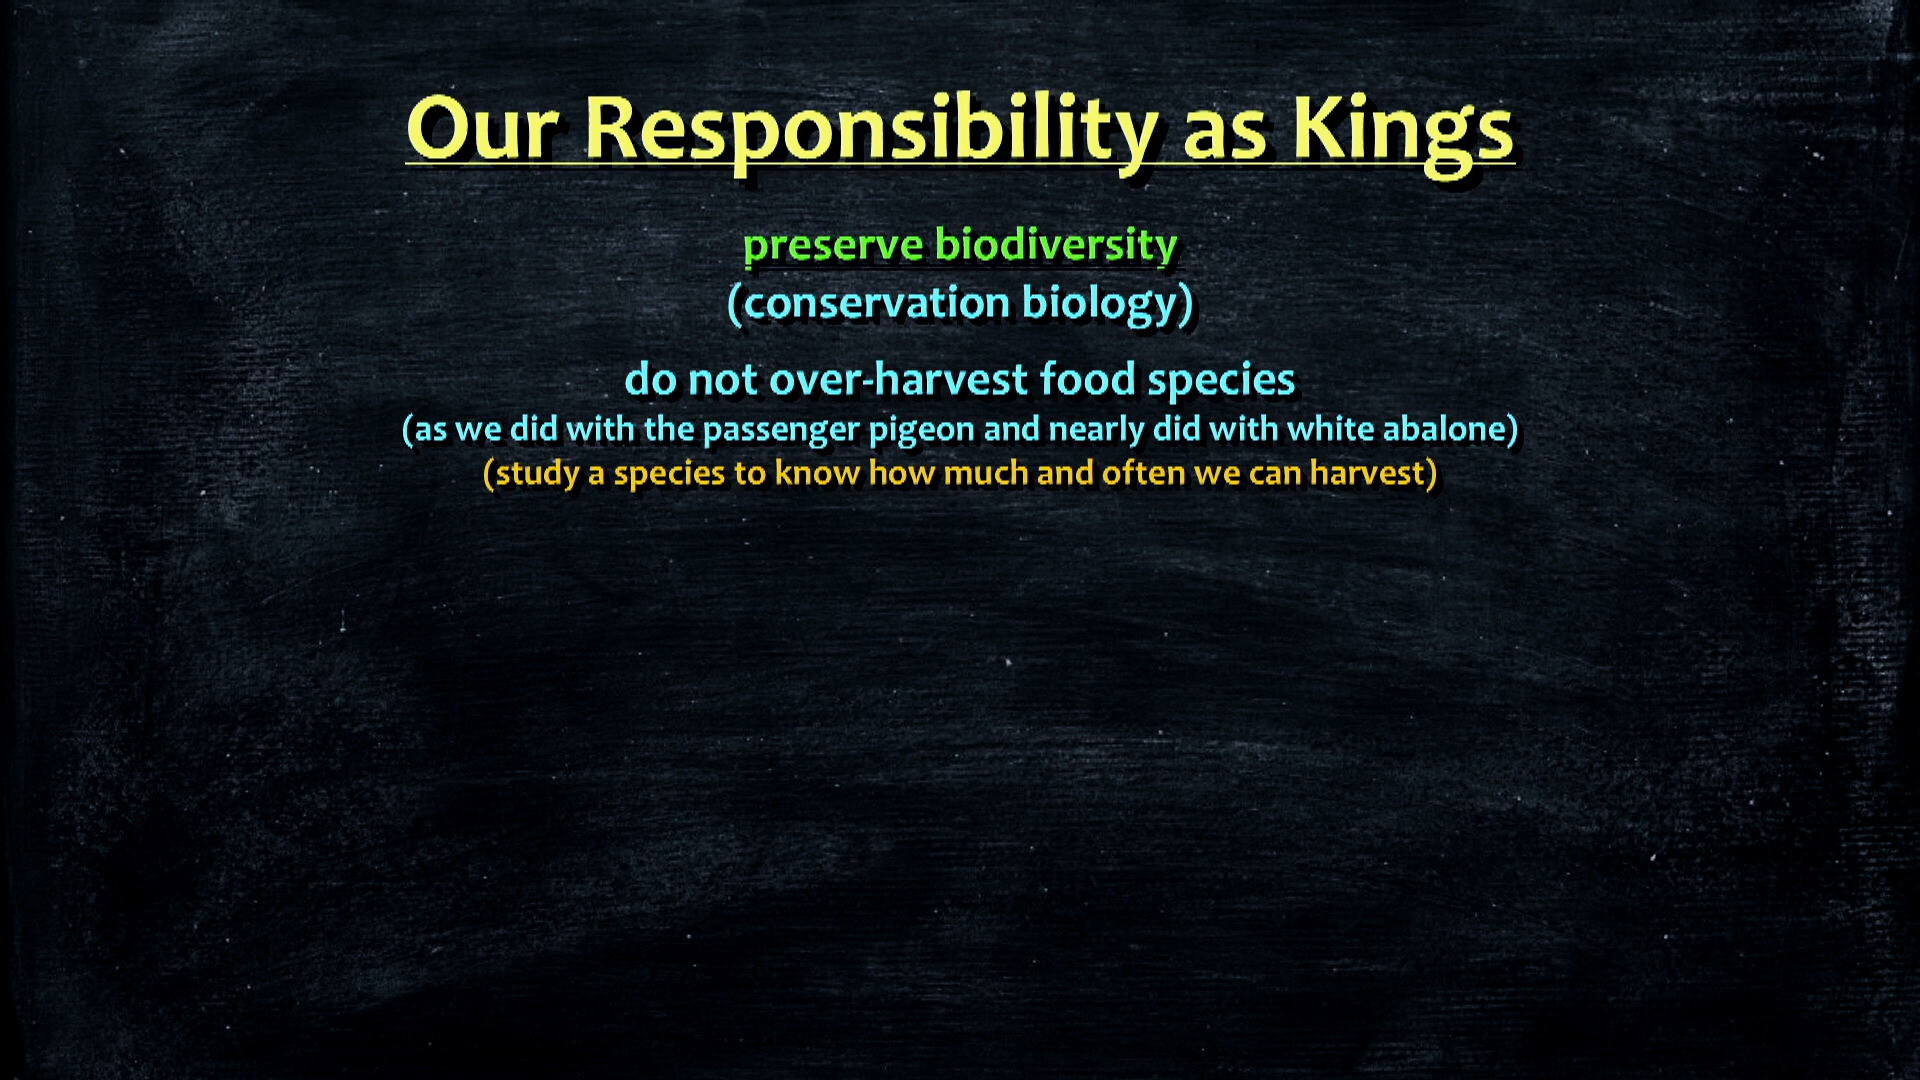 Our Responsibility as Kings
preserve biodiversity
(conservation biology)
do not over-harvest food species
(as we did with the passenger pigeon and nearly did with white abalone)
(study a species to know how much and often we can harvest)